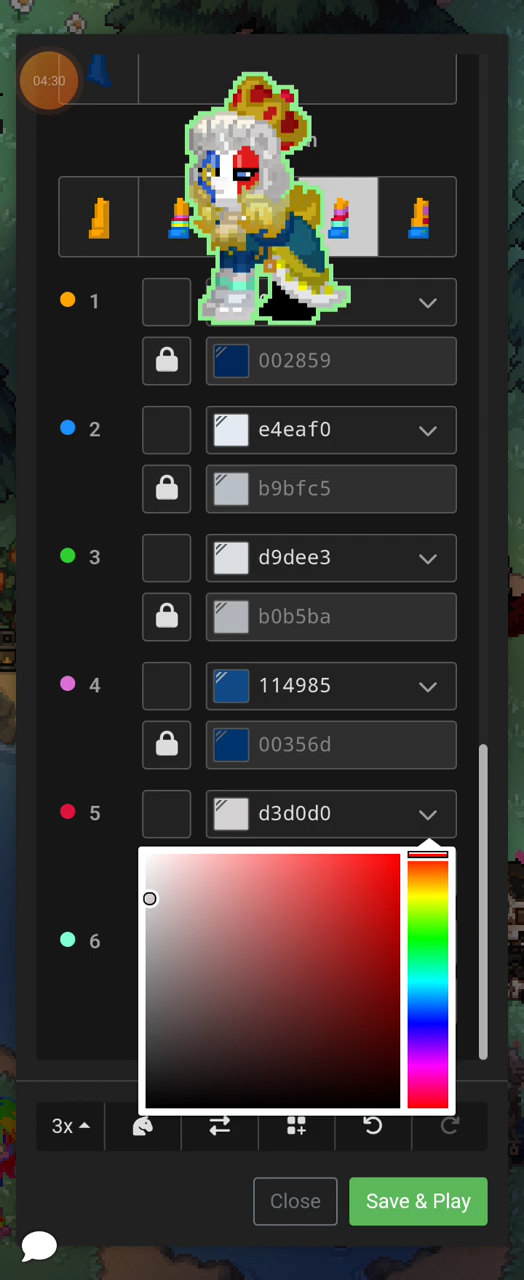 04:30
1
002859
2
e4eaf0
b9bfc5
3
d9dee3
b0b5ba
4
114985
00356d
5
d3d0d0
6
3x
Close
Save & Play